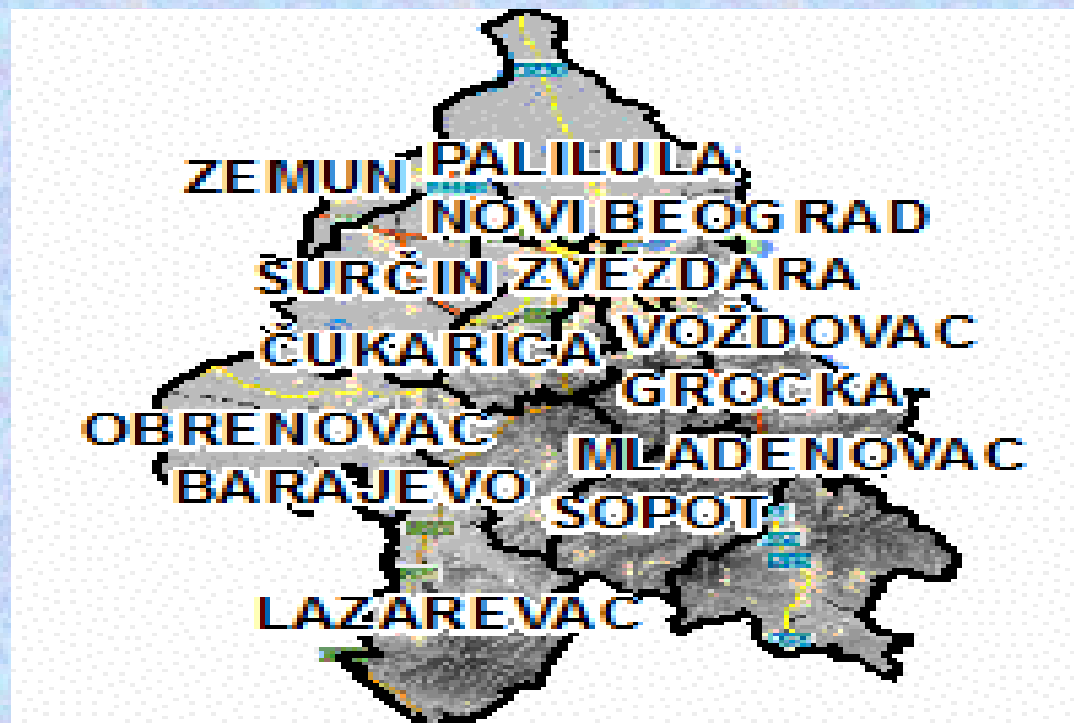 ZEMUN PALILULA
NOVI BEOGRAD
SURČIN ZVEZDARA
VOŽDOVAC
ČUKARICA
GROCKA
OBRENOVAC
MLADENOVAC
BARAJEVO
SOPOT
LAZAREVAC